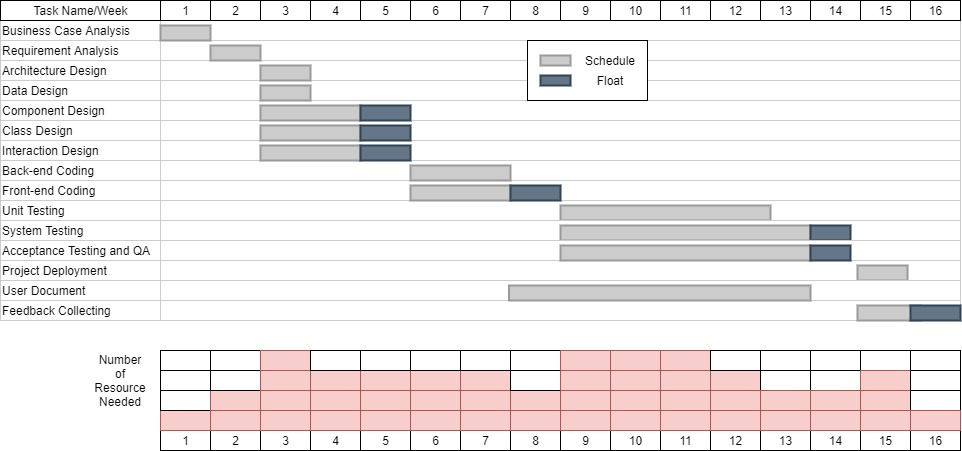 Task Name/Week 1 2 3 4 5 6 7 8 9 10 11 12 13 14 15 16
Business Case Analysis
Requirement Analysis
Schedule
Architecture Design
Float
Data Design
Component Design
Class Design
Interaction Design
Back-end Coding
Front-end Coding
Unit Testing
System Testing
Acceptance Testing and QA
Project Deployment
User Document
Feedback Collecting
Number
of
Resource
Needed
1 2 3 4 5 6 7 8 9 10 11 12 13 14 15 16